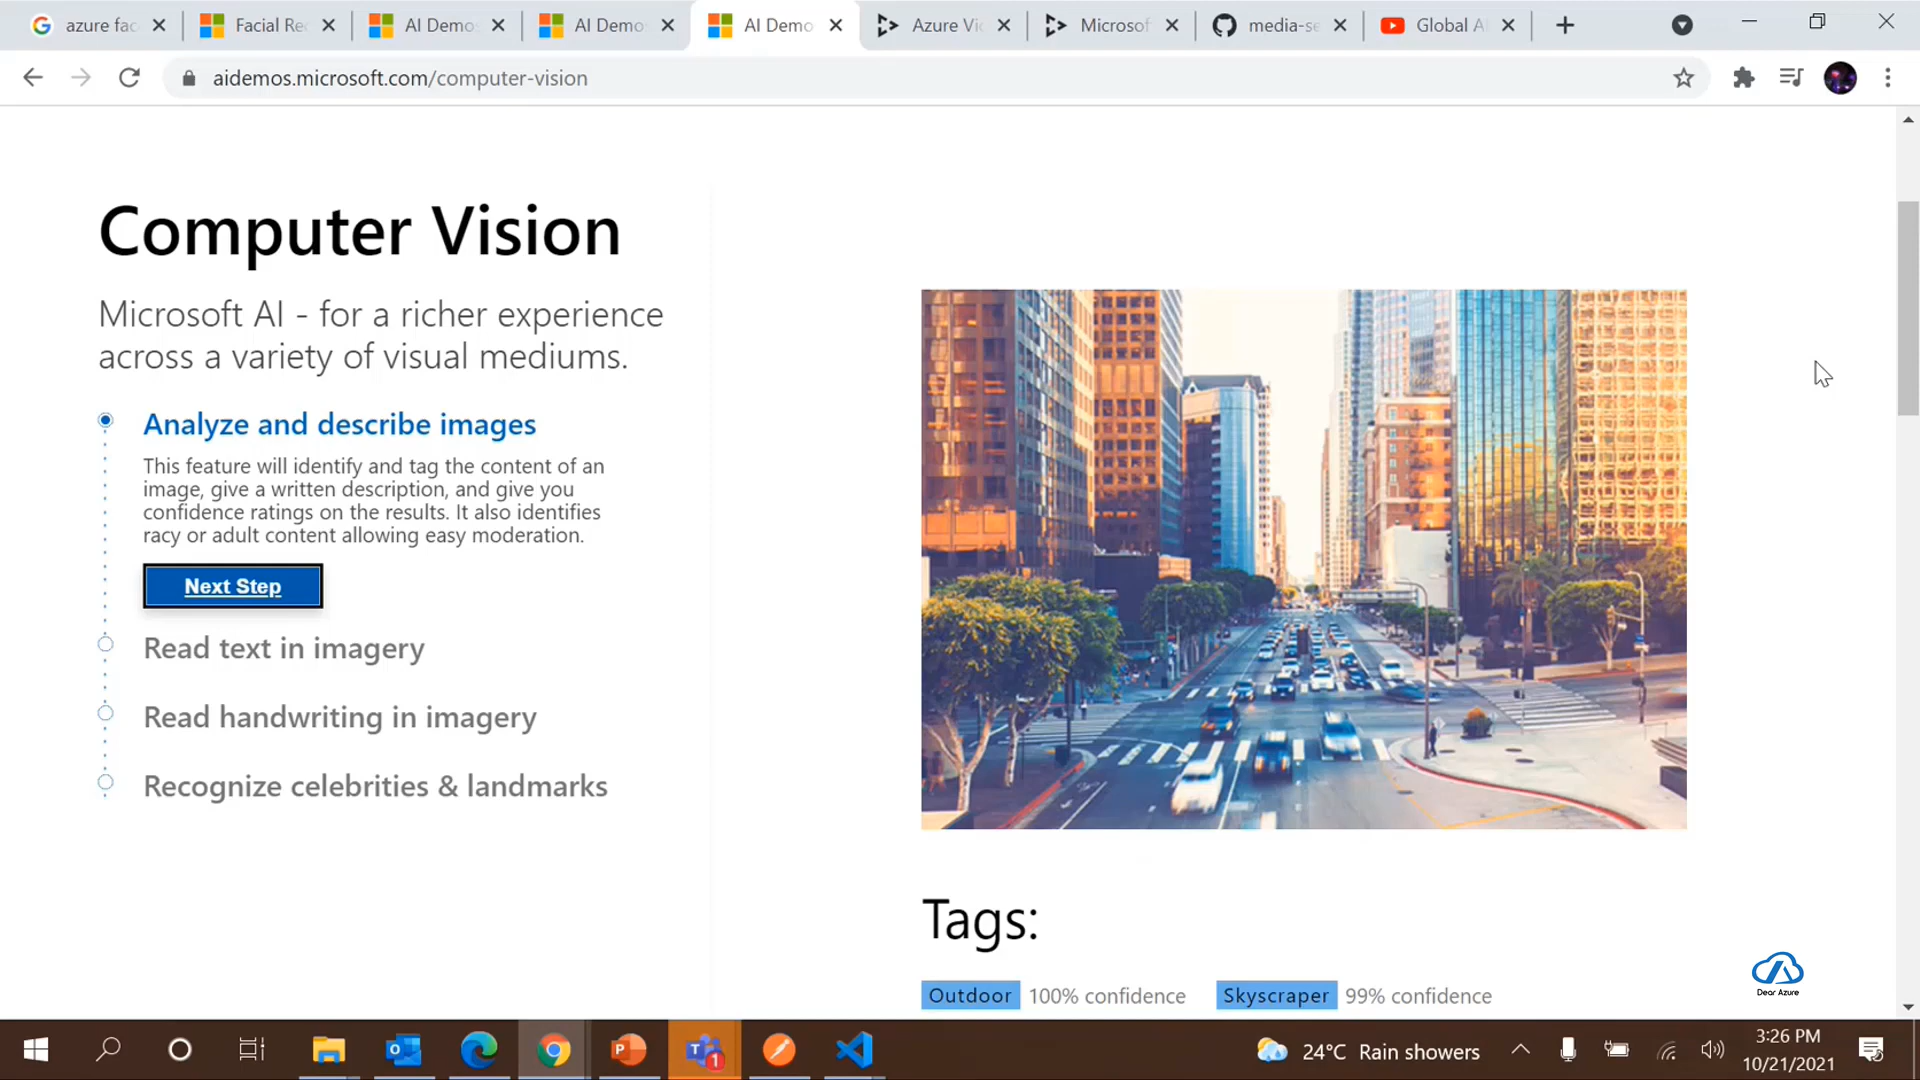 azure fac
Facial Rec
AI Demos
AI Demo
AI Demo
Azure Vid
Microsoft
media-se
Global A
aidemos.microsoft.com/computer-vision
Computer Vision
Microsoft AI - for a richer experience
across a variety of visual mediums.
Analyze and describe images
This feature will identify and tag the content of an
image, give a written description, and give you
confidence ratings on the results. It also identifies
racy or adult content allowing easy moderation.
Next Step
Read text in imagery
Read handwriting in imagery
Recognize celebrities & landmarks
Tags:
Outdoor 100% confidence Skyscraper 99% confidence
Dear Azure
24°C Rain showers
3:26 PM
10/21/2021